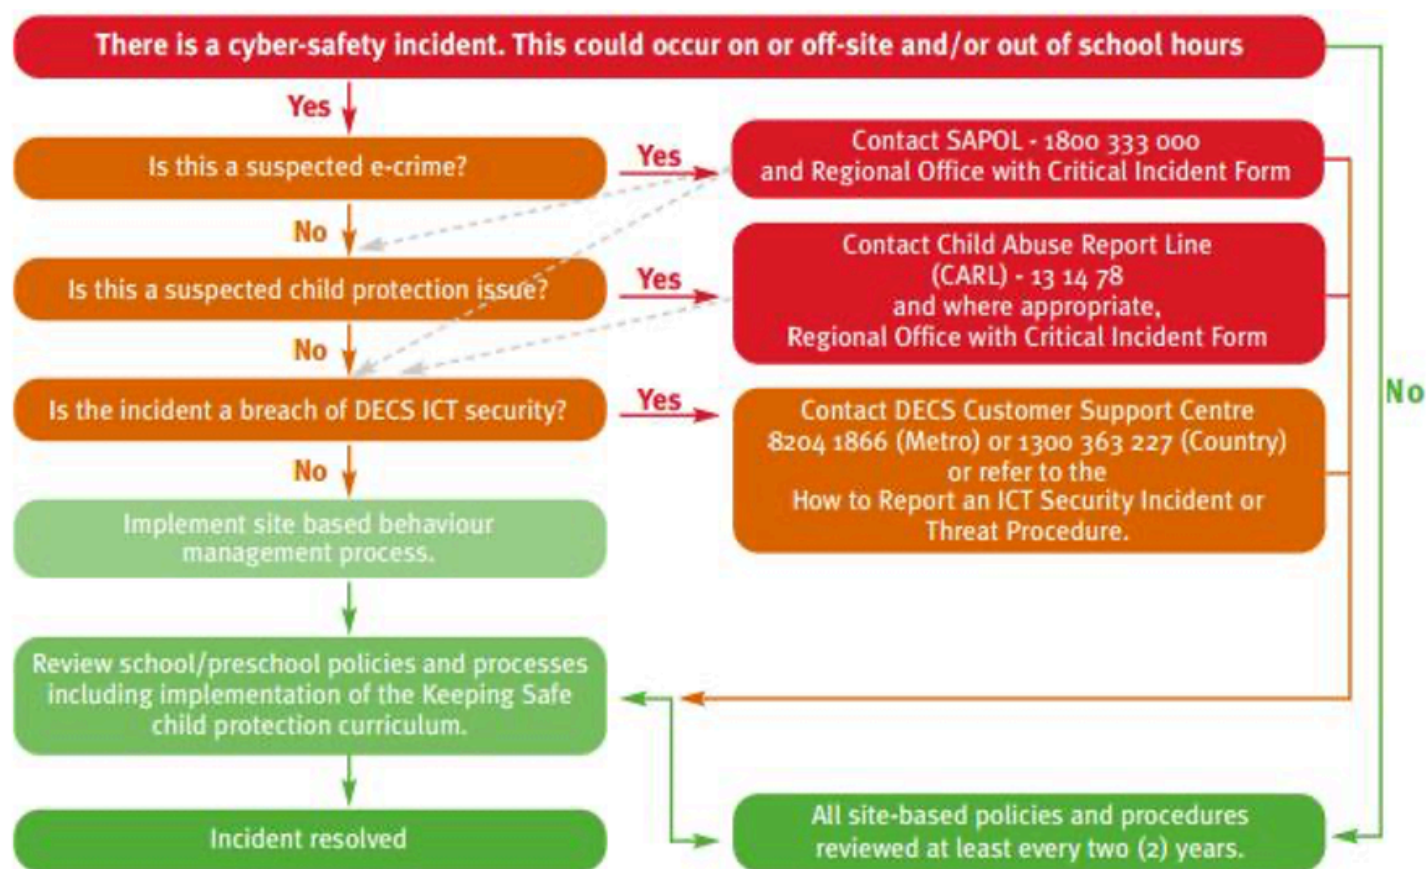 There is a cyber-safety incident. This could occur on or off-site and/or out of school hours
Yes
Is this a suspected e-crime?
Yes
Contact SAPOL - 1800 333 000
and Regional Office with Critical Incident Form
No
Is this a suspected child protection issue?
Yes
Contact Child Abuse Report Line
(CARL) - 13 14 78
and where appropriate,
Regional Office with Critical Incident Form
No
No
Is the incident a breach of DECS ICT security?
Yes
Contact DECS Customer Support Centre
8204 1866 (Metro) or 1300 363 227 (Country)
or refer to the
How to Report an ICT Security Incident or
Threat Procedure.
No
Implement site based behaviour
management process.
Review school/preschool policies and processes
including implementation of the Keeping Safe
child protection curriculum.
Incident resolved
All site-based policies and procedures
reviewed at least every two (2) years.